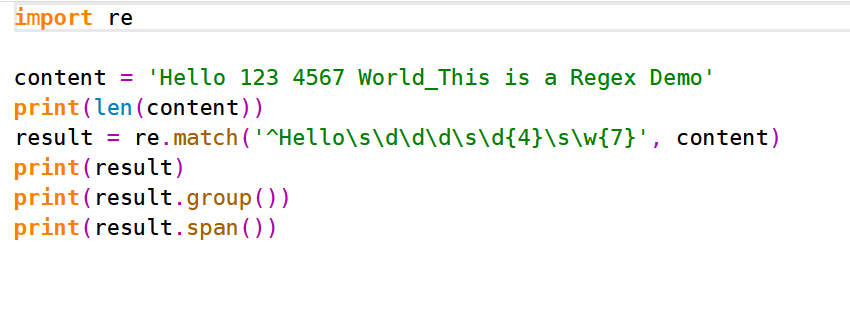 import re
content = 'Hello 123 4567 World_This is a Regex Demo'
print(len(content))
result = re.match('^Hello\s\d\d\d\s\d{4}\s\w{7}', content)
print(result)
print(result.group())
print(result.span())